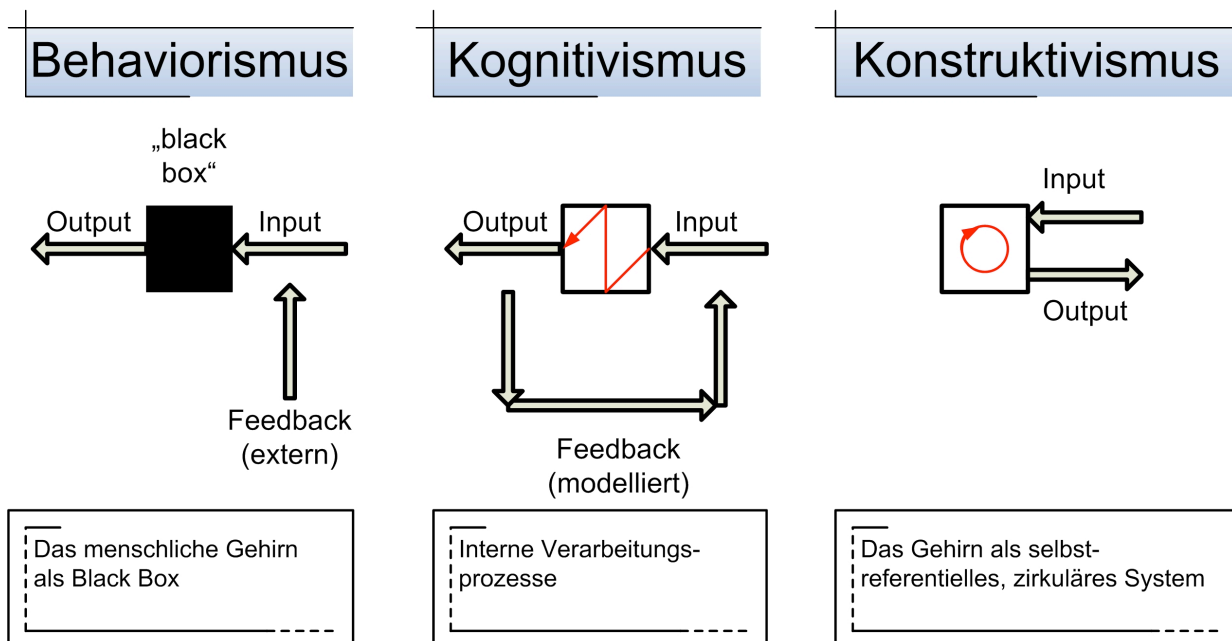 Behaviorismus
„black
box“
Output
Input
Feedback
(extern)
Das menschliche Gehirn
als Black Box
Kognitivismus
Output
Input
Feedback
(modelliert)
Interne Verarbeitungs-
prozesse
Konstruktivismus
Input
Output
Das Gehirn als selbst-
referentielles, zirkuläres System